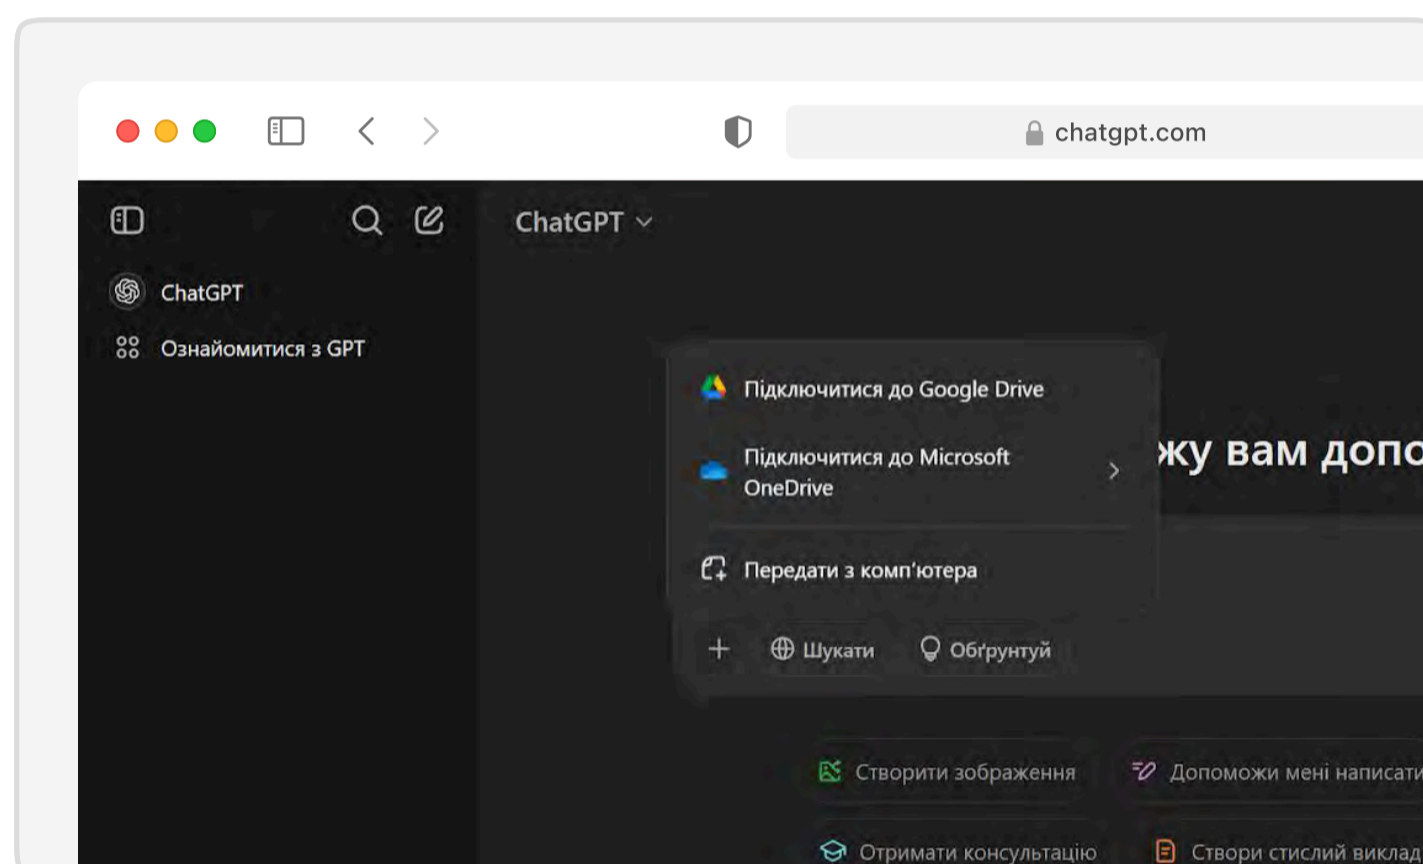 chatgpt.com
ChatGPT
ChatGPT
Ознайомитися з GPT
Підключитися до Google Drive
Підключитися до Microsoft
OneDrive
жу вам допо
Передати з комп'ютера
Шукати
Обґрунтуй
Створити зображення
Допоможи мені написати
Отримати консультацію
Створи стислий виклад